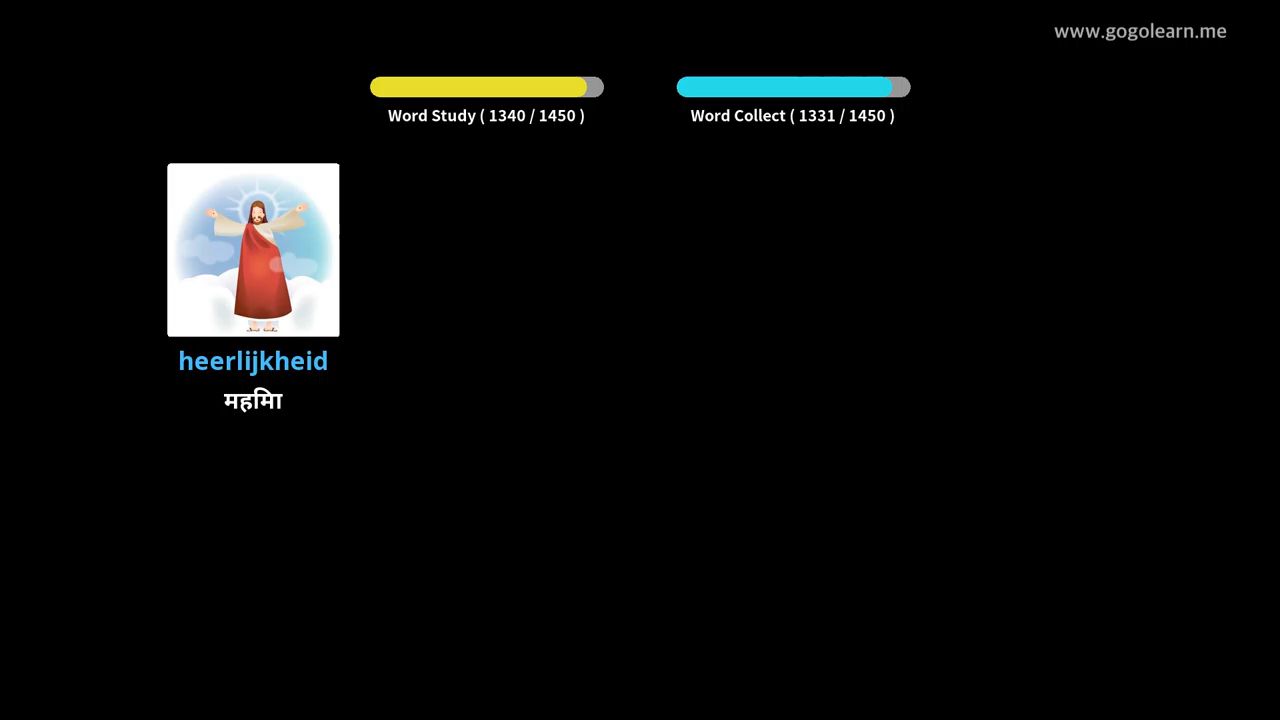 www.gogolearn.me
Word Study ( 1340 / 1450 )
Word Collect ( 1331 / 1450 )
heerlijkheid
महिमा